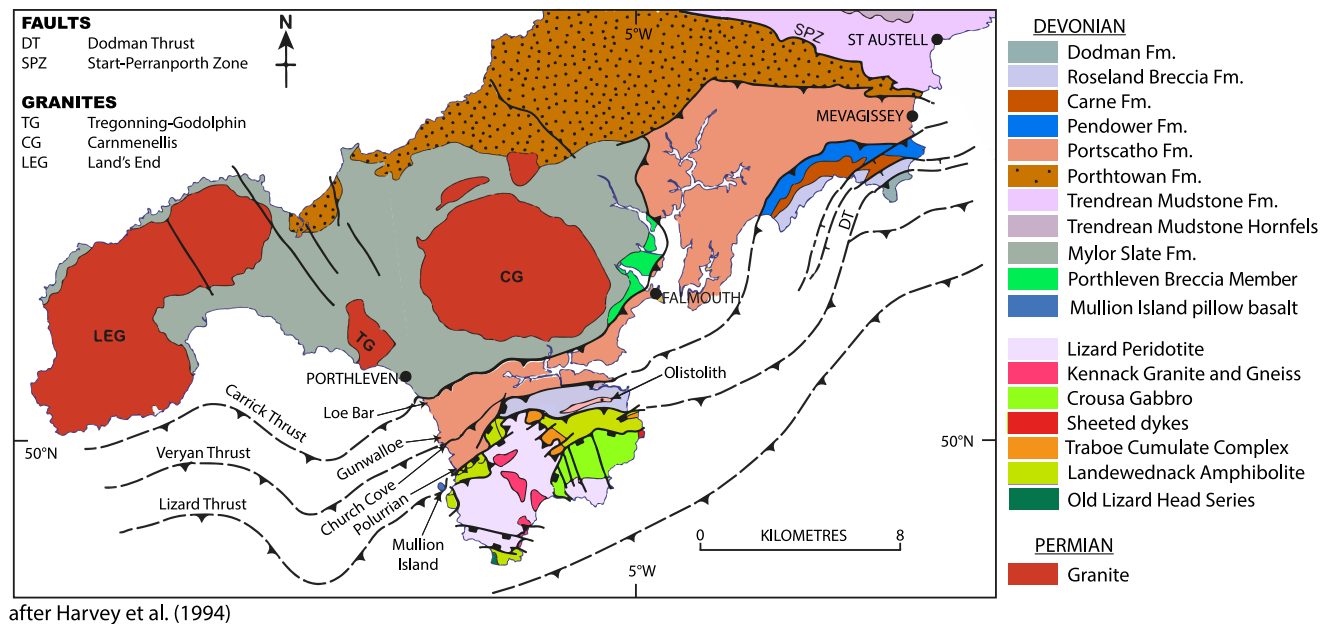 FAULTS
DT Dodman Thrust
SPZ Start-Perranporth Zone
GRANITES
TG Tregonning-Godolphin
CG Carnmenellis
LEG Land's End
N
5°W
SPZ
ST AUSTELL
MEVAGISSEY
DT
CG
FALMOUTH
LEG
TG
PORTHLEVEN
Olistolith
Loe Bar
Carrick Thrust
Gunwalloe
50°N
50°N
Veryan Thrust
Church Cove
Polurrian
Lizard Thrust
Mullion
Island
0 KILOMETRES 8
5°W
after Harvey et al. (1994)
DEVONIAN
Dodman Fm.
Roseland Breccia Fm.
Carne Fm.
Pendower Fm.
Portscatho Fm.
Porthtowan Fm.
Trendrean Mudstone Fm.
Trendrean Mudstone Hornfels
Mylor Slate Fm.
Porthleven Breccia Member
Mullion Island pillow basalt
Lizard Peridotite
Kennack Granite and Gneiss
Crousa Gabbro
Sheeted dykes
Traboe Cumulate Complex
Landewednack Amphibolite
Old Lizard Head Series
PERMIAN
Granite